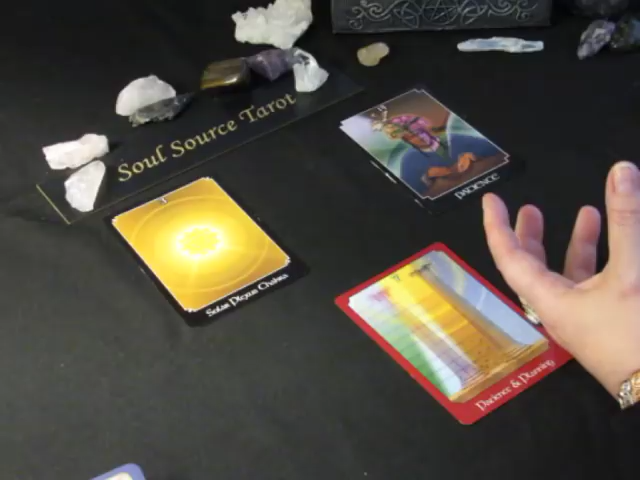 Soul Source Tarot
PATIENCE
Solar Plexus Chakra
Patience & Planning